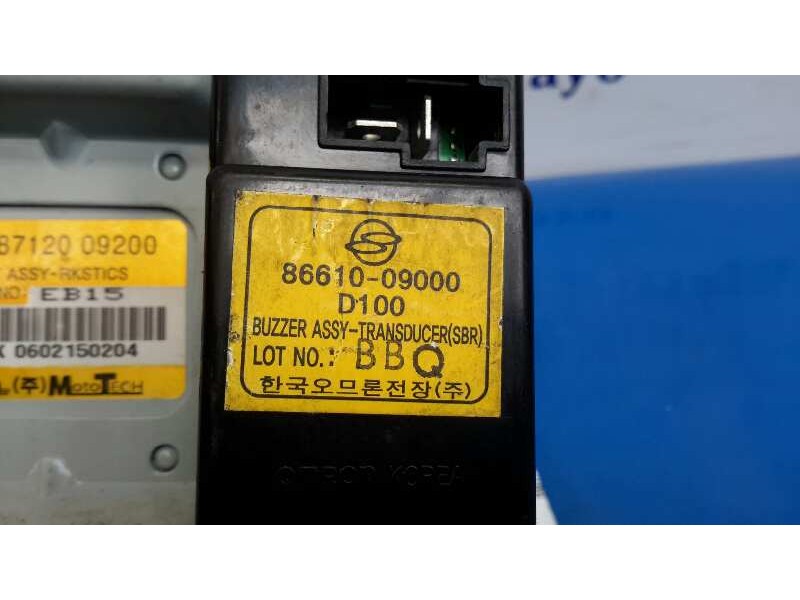 ayo
87120 09200
ASSY-RKSTICS
NO. EB15
K 0602150204
(주) MotoTech
86610-09000
D100
BUZZER ASSY-TRANSDUCER(SBR)
LOT NO.: BBQ
한국오므론전장(주)
OMRON KOREA